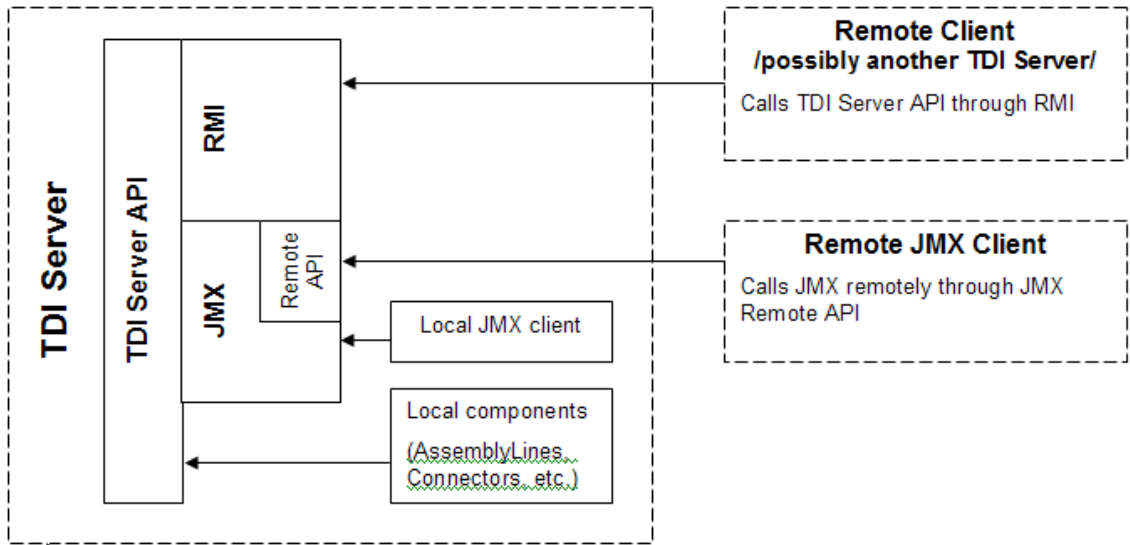 TDI Server
TDI Server API
RMI
JMX
Remote
API
Local JMX client
Local components
(AssemblyLines,
Connectors, etc.)
Remote Client
/possibly another TDI Server/
Calls TDI Server API through RMI
Remote JMX Client
Calls JMX remotely through JMX
Remote API